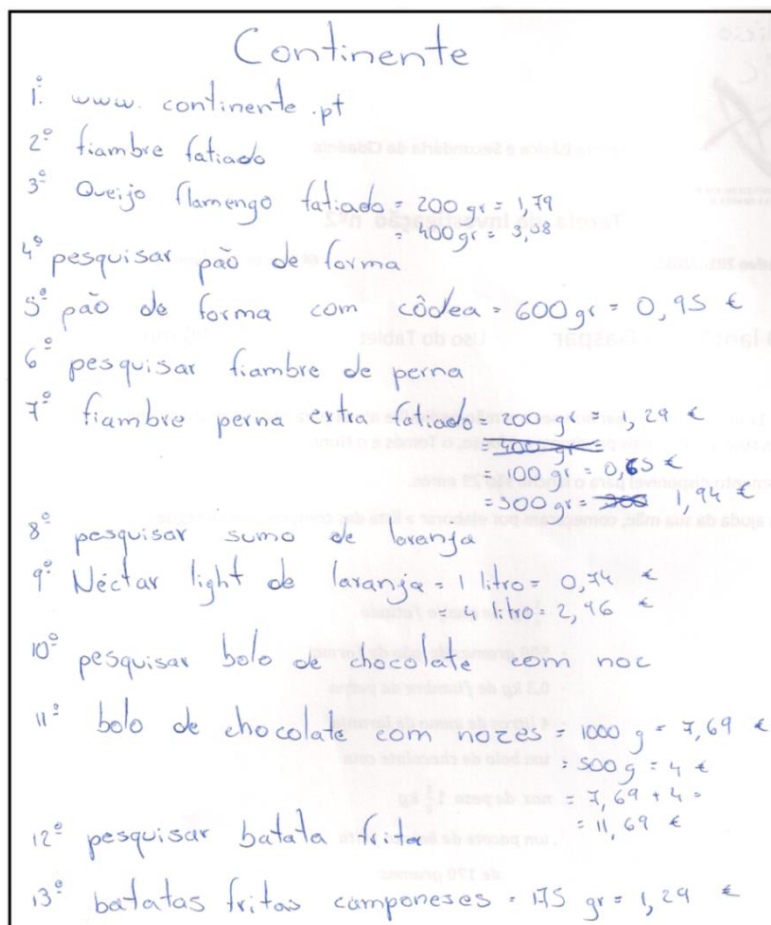 Continente
1º www.continente.pt
2º fiambre fatiado
3º Queijo flamengo fatiado = 200 gr = 1,79
= 400 gr = 3,58
4º pesquisar pão de forma
5º pão de forma com côdea = 600 gr = 0,95 €
6º pesquisar fiambre de perna
7º fiambre perna extra fatiado = 200 gr = 1,29 €
= 400 gr =
= 100 gr = 0,65 €
= 300 gr = 1,94 €
8º pesquisar sumo de laranja
9º Néctar light de laranja = 1 litro = 0,74 €
= 4 litro = 2,96 €
10º pesquisar bolo de chocolate com noc
11º bolo de chocolate com nozes = 1000 g = 7,69 €
= 500 g = 4 €
= 7,69 + 4 =
= 11,69 €
12º pesquisar batata frita
13º batatas fritas camponeses = 175 gr = 1,29 €